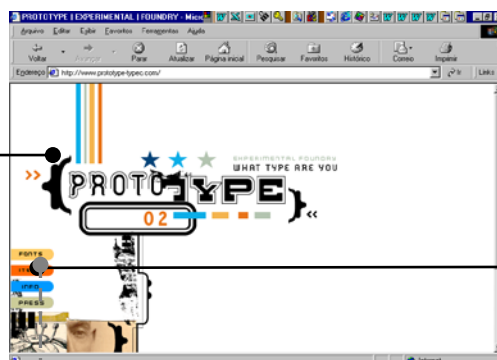 PROTOTYPE | EXPERIMENTAL | FOUNDRY - Micr
Arquivo Editar Exibir Favoritos Ferramentas Ajuda
Voltar Avançar Parar Atualizar Página inicial Pesquisar Favoritos Histórico Correio Imprimir
Endereço http://www.prototype-typec.com/ Ir Links
EXPERIMENTAL FOUNDRY
WHAT TYPE ARE YOU
PROTOTYPE
02
FONTS
INFO
PRESS
Internet